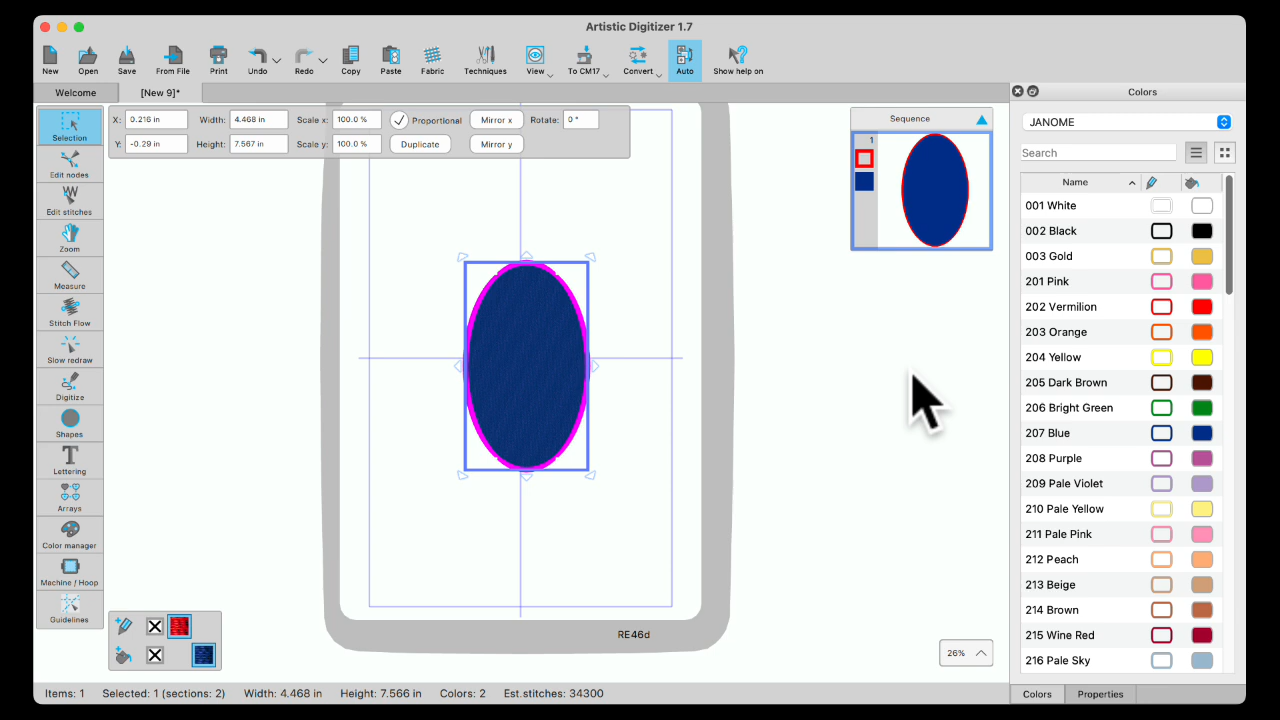 Artistic Digitizer 1.7
New Open Save From File Print Undo Redo Copy Paste Fabric Techniques View To CM17 Convert Auto Show help on
Welcome [New 9]*
Colors
X: 0.216 in Width: 4.468 in Scale x: 100.0 % Proportional Mirror x Rotate: 0 °
Y: -0.29 in Height: 7.567 in Scale y: 100.0 % Duplicate Mirror y
Sequence
1
JANOME
Search
Name
001 White
002 Black
003 Gold
201 Pink
202 Vermilion
203 Orange
204 Yellow
205 Dark Brown
206 Bright Green
207 Blue
208 Purple
209 Pale Violet
210 Pale Yellow
211 Pale Pink
212 Peach
213 Beige
214 Brown
215 Wine Red
216 Pale Sky
Selection
Edit nodes
Edit stitches
Zoom
Measure
Stitch Flow
Slow redraw
Digitize
Shapes
Lettering
Arrays
Color manager
Machine / Hoop
Guidelines
RE46d
26%
Items: 1 Selected: 1 (sections: 2) Width: 4.468 in Height: 7.566 in Colors: 2 Est.stitches: 34300
Colors Properties